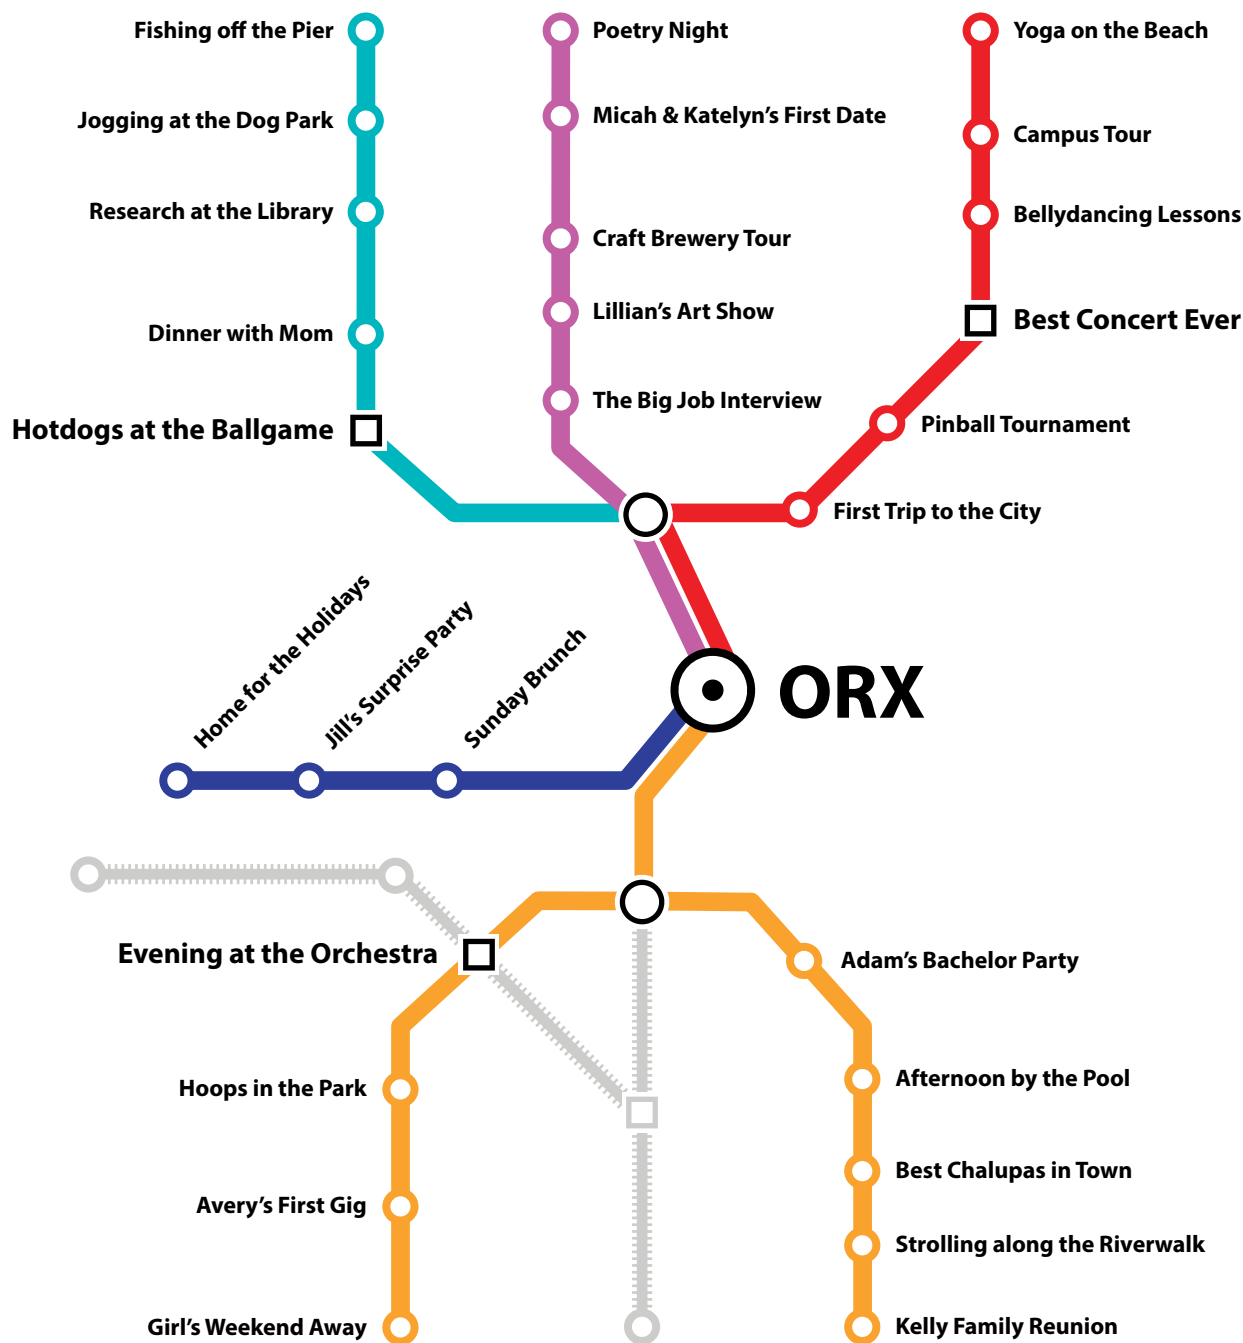 Fishing off the Pier
Poetry Night
Yoga on the Beach
Jogging at the Dog Park
Micah & Katelyn’s First Date
Campus Tour
Research at the Library
Bellydancing Lessons
Craft Brewery Tour
Lillian’s Art Show
Best Concert Ever
Dinner with Mom
The Big Job Interview
Pinball Tournament
Hotdogs at the Ballgame
First Trip to the City
Home for the Holidays
Jill’s Surprise Party
Sunday Brunch
ORX
Evening at the Orchestra
Adam’s Bachelor Party
Hoops in the Park
Afternoon by the Pool
Best Chalupas in Town
Avery’s First Gig
Strolling along the Riverwalk
Girl’s Weekend Away
Kelly Family Reunion